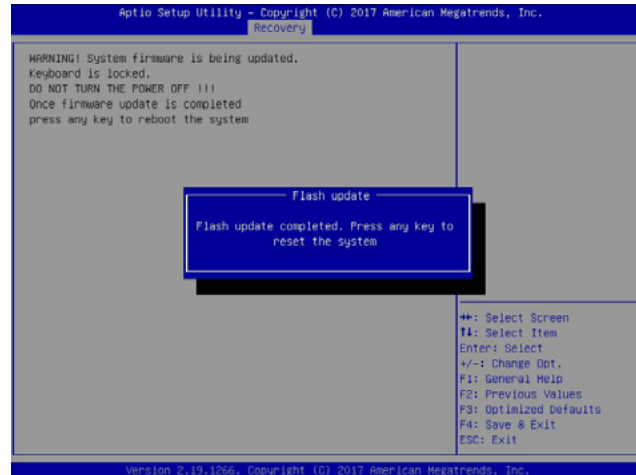 Aptio Setup Utility – Copyright (C) 2017 American Megatrends, Inc.
Recovery
WARNING! System firmware is being updated.
Keyboard is locked.
DO NOT TURN THE POWER OFF !!!
Once firmware update is completed
press any key to reboot the system
Flash update
Flash update completed. Press any key to
reset the system
→←: Select Screen
↑↓: Select Item
Enter: Select
+/-: Change Opt.
F1: General Help
F2: Previous Values
F3: Optimized Defaults
F4: Save & Exit
ESC: Exit
Version 2.19.1266. Copyright (C) 2017 American Megatrends, Inc.